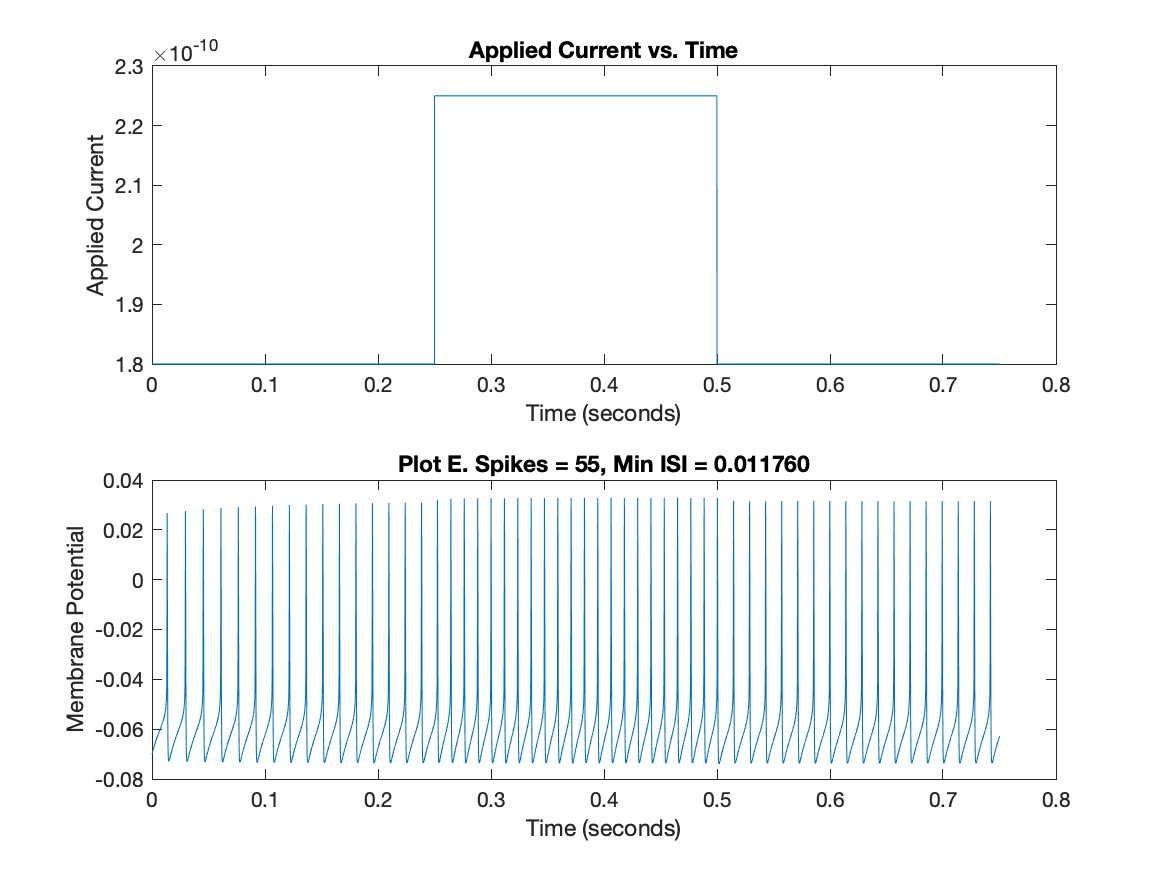 Applied Current vs. Time
×10-10
2.3
2.2
2.1
2
1.9
1.8
Applied Current
0 0.1 0.2 0.3 0.4 0.5 0.6 0.7 0.8
Time (seconds)
Plot E. Spikes = 55, Min ISI = 0.011760
0.04
0.02
0
-0.02
-0.04
-0.06
-0.08
Membrane Potential
0 0.1 0.2 0.3 0.4 0.5 0.6 0.7 0.8
Time (seconds)